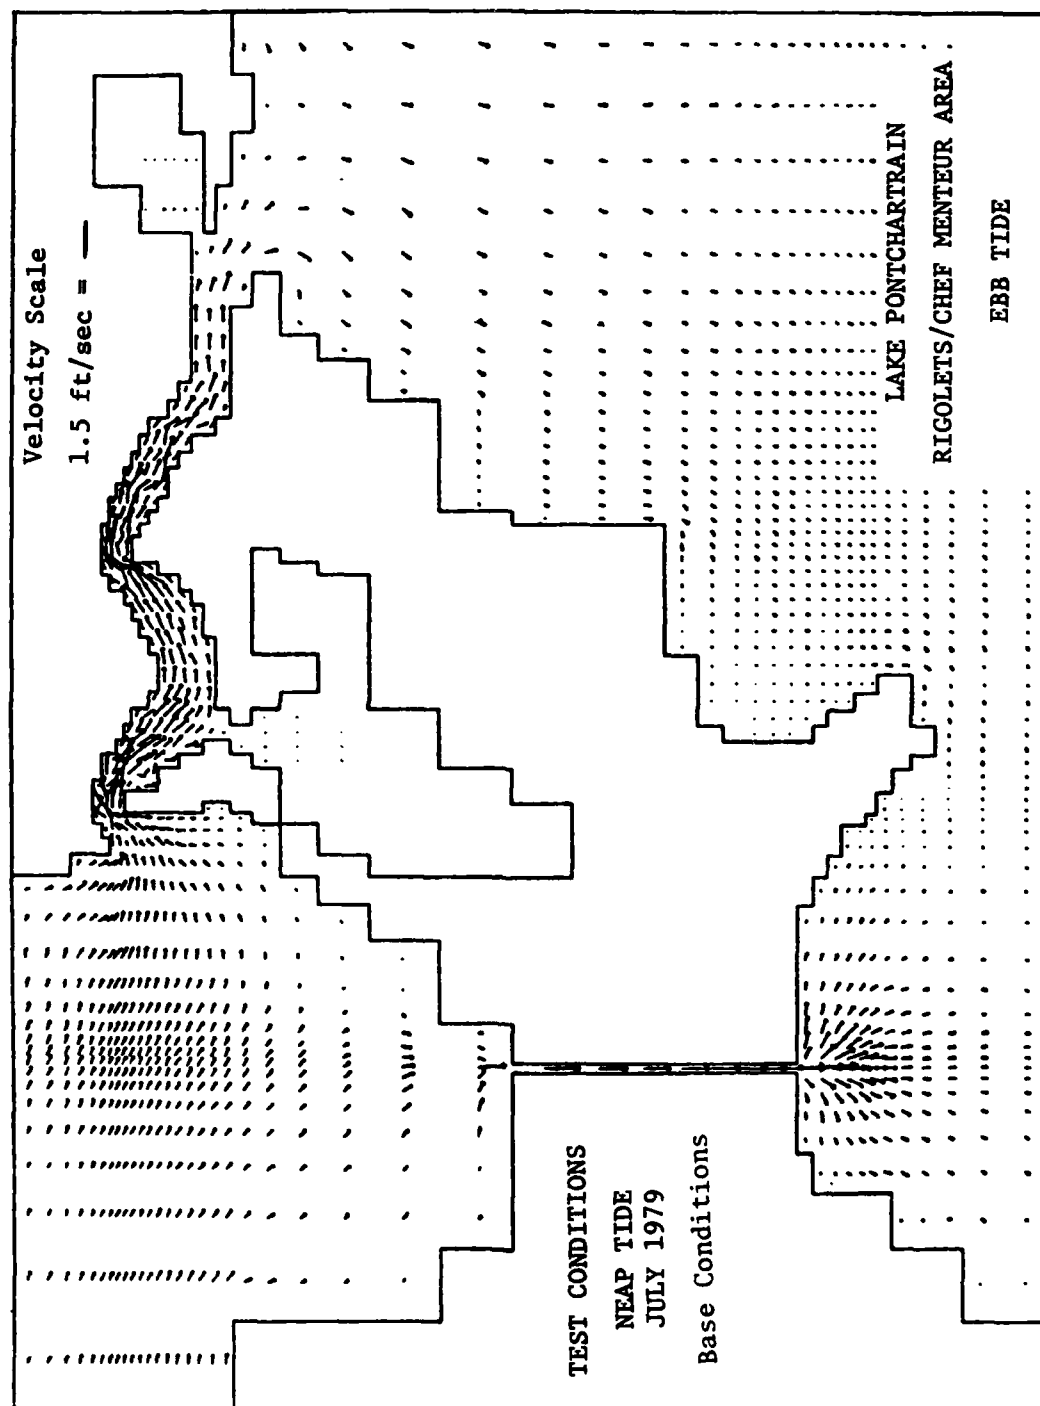 Velocity Scale
1.5 ft/sec =
TEST CONDITIONS
NEAP TIDE
JULY 1979
Base Conditions
LAKE PONTCHARTRAIN
RIGOLETS/CHEF MENTEUR AREA
EBB TIDE